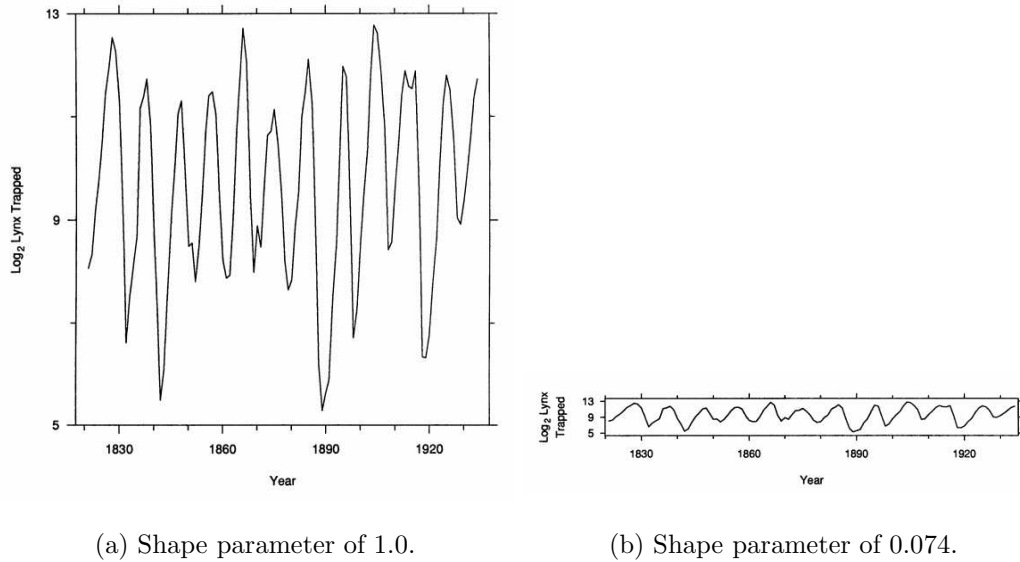 13
9
5
Log2 Lynx Trapped
1830 1860 1890 1920
Year
(a) Shape parameter of 1.0.
13
9
5
Log2 Lynx
Trapped
1830 1860 1890 1920
Year
(b) Shape parameter of 0.074.